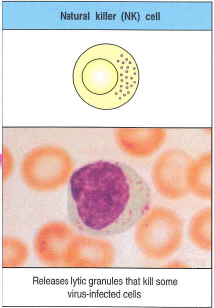 Natural killer (NK) cell
Releases lytic granules that kill some
virus-infected cells